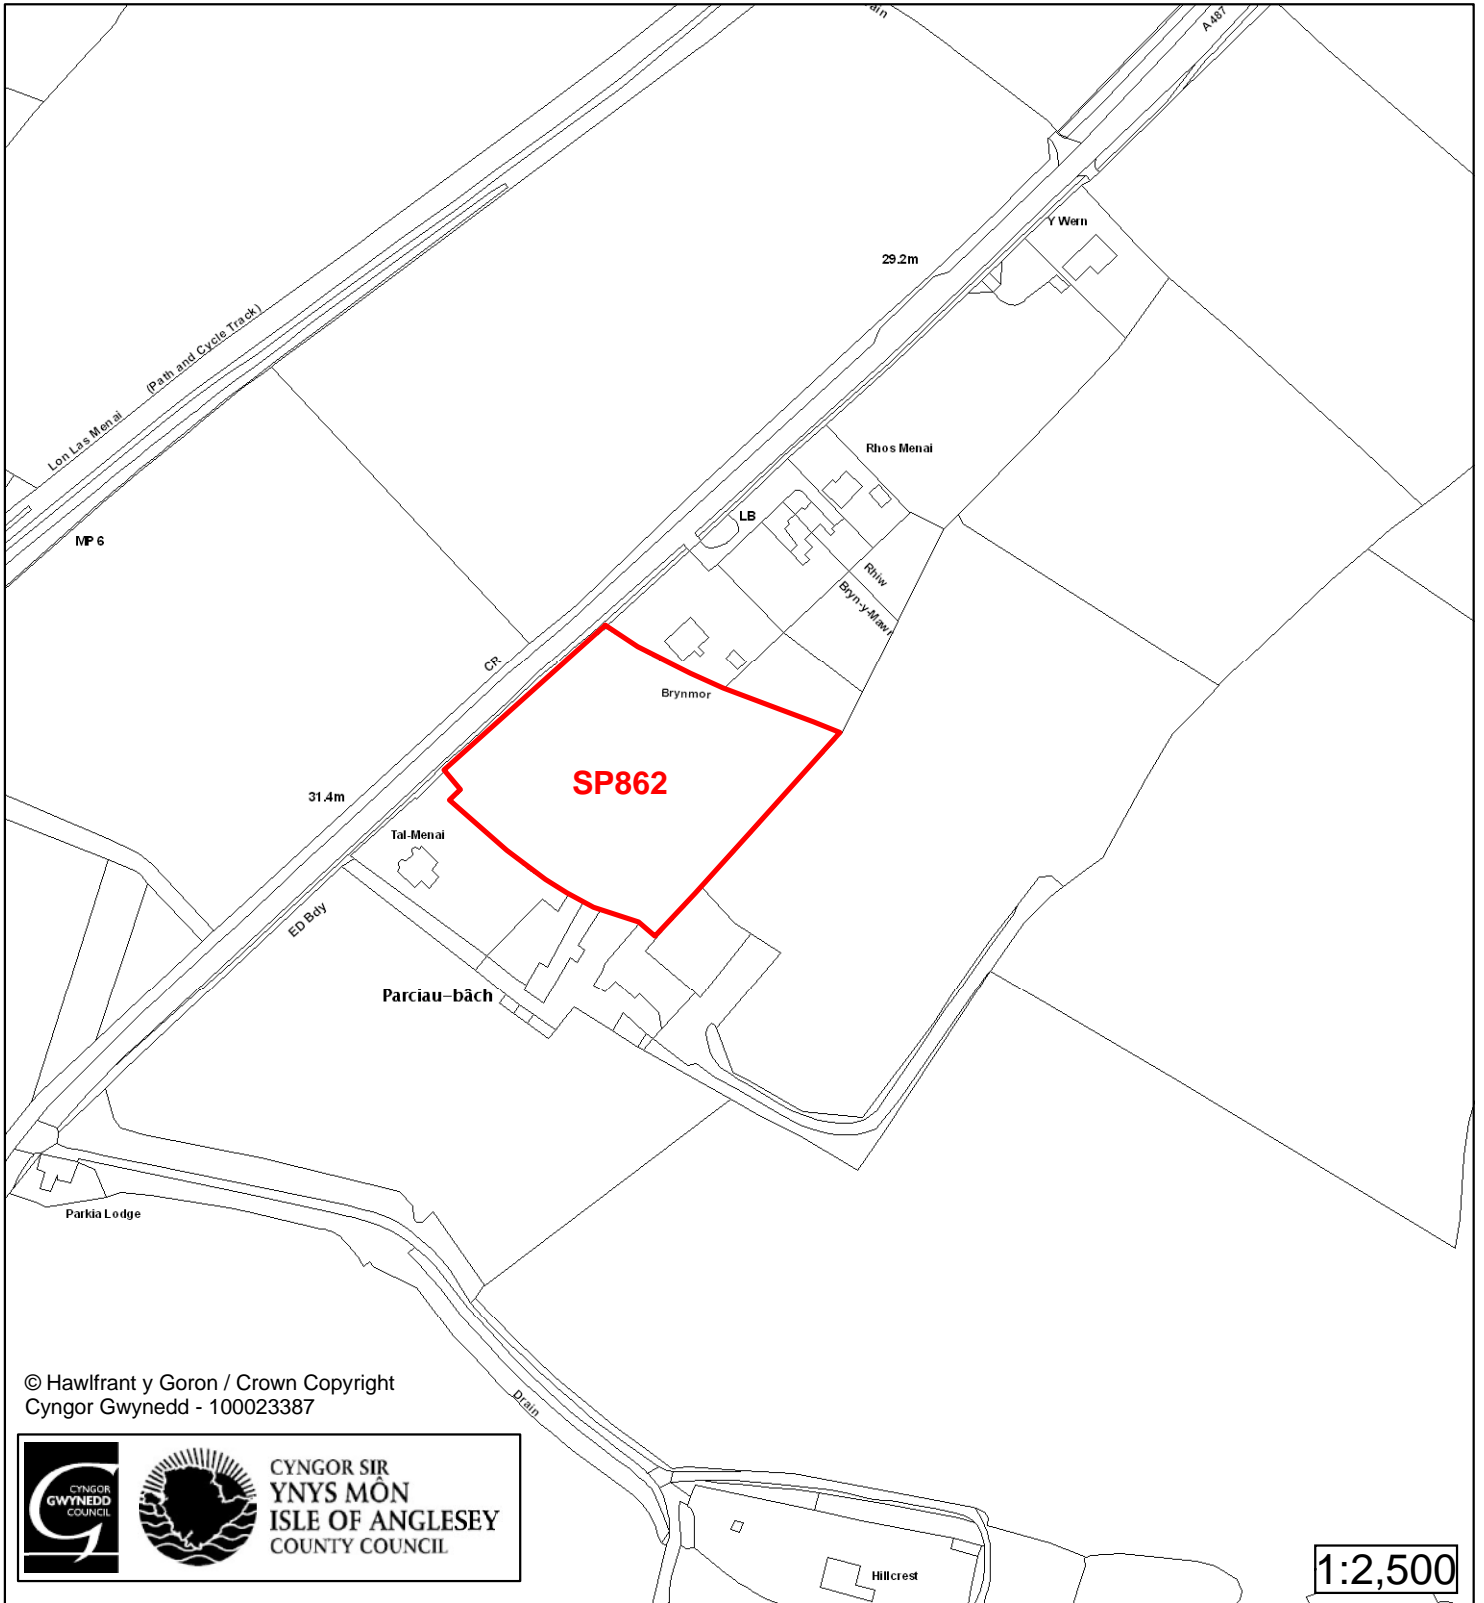 A 487
Y Wern
29.2m
(Path and Cycle Track)
Lon Las Menai
Rhos Menai
LB
MP 6
Rhiw
Bryn-y-Mawr
CR
Brynmor
SP862
31.4m
Tal-Menai
ED Bdy
Parciau–bâch
Parkia Lodge
© Hawlfrant y Goron / Crown Copyright
Cyngor Gwynedd - 100023387
Drain
CYNGOR
GWYNEDD
COUNCIL
CYNGOR SIR
YNYS MÔN
ISLE OF ANGLESEY
COUNTY COUNCIL
Hillcrest
1:2,500